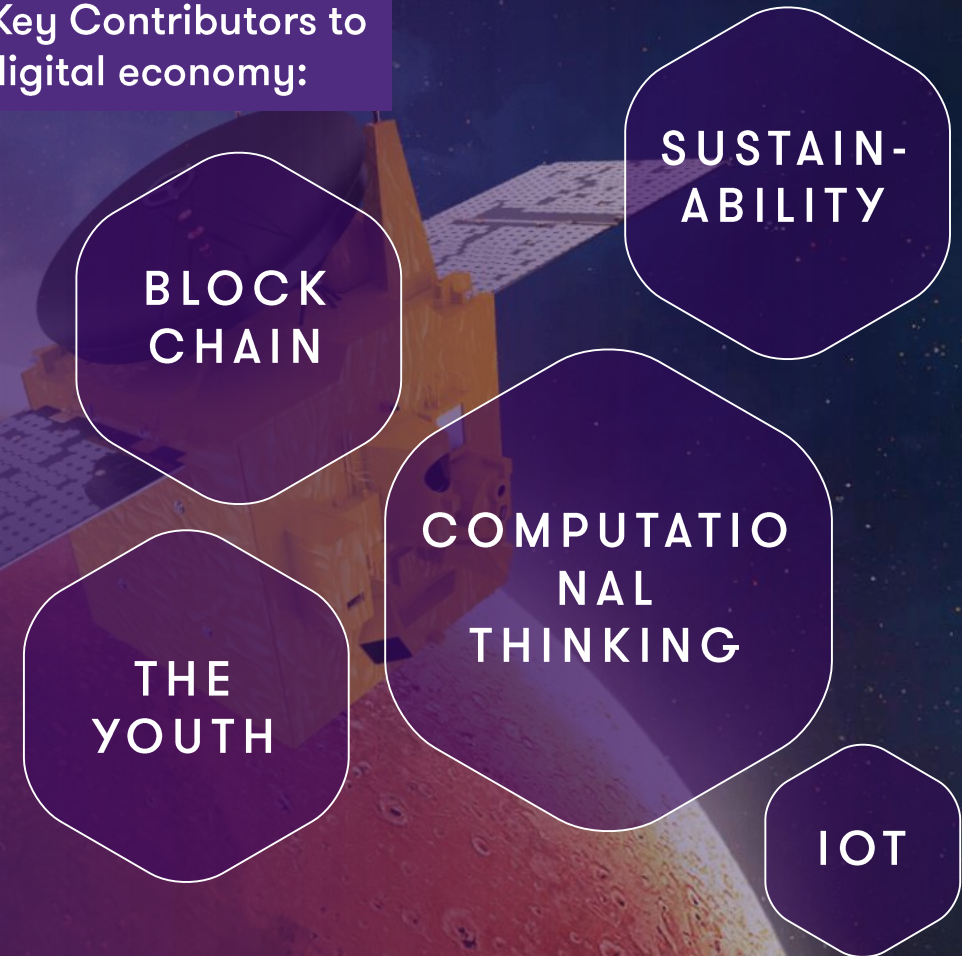 Key Contributors to
digital economy:
SUSTAIN-
ABILITY
BLOCK
CHAIN
COMPUTATIO
NAL
THINKING
THE
YOUTH
IOT